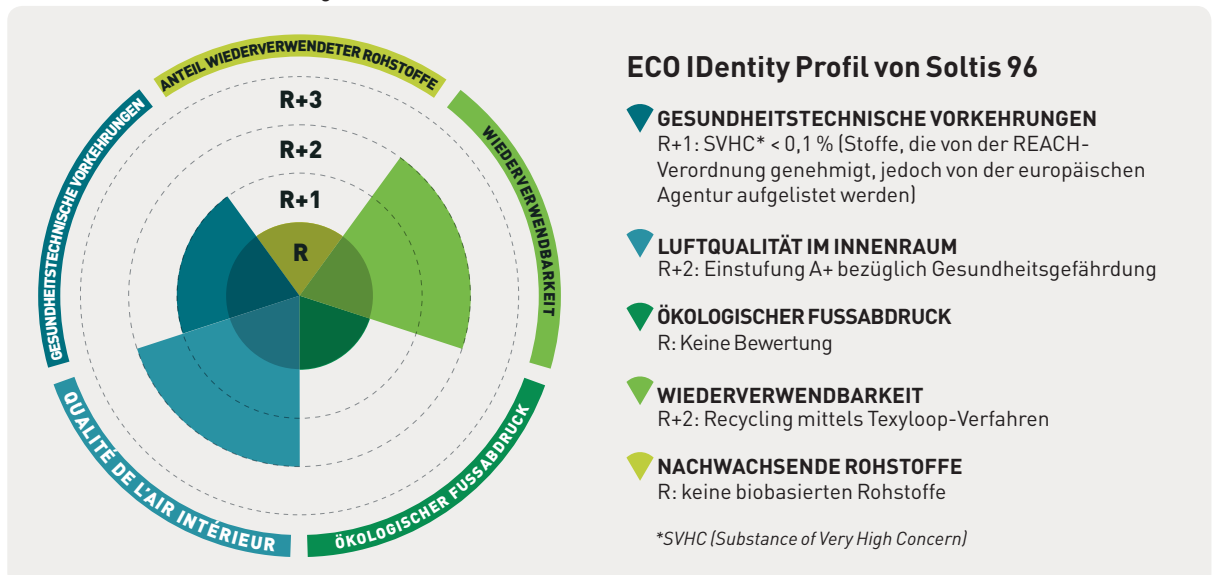 ANTEIL WIEDERVERWENDETER ROHSTOFFE
WIEDERVERWENDBARKEIT
ÖKOLOGISCHER FUSSABDRUCK
QUALITÉ DE L'AIR INTÉRIEUR
GESUNDHEITSTECHNISCHE VORKEHRUNGEN
R+3
R+2
R+1
R
ECO IDentity Profil von Soltis 96
GESUNDHEITSTECHNISCHE VORKEHRUNGEN
R+1: SVHC* < 0,1 % (Stoffe, die von der REACH-
Verordnung genehmigt, jedoch von der europäischen
Agentur aufgelistet werden)
LUFTQUALITÄT IM INNENRAUM
R+2: Einstufung A+ bezüglich Gesundheitsgefährdung
ÖKOLOGISCHER FUSSABDRUCK
R: Keine Bewertung
WIEDERVERWENDBARKEIT
R+2: Recycling mittels Texyloop-Verfahren
NACHWACHSENDE ROHSTOFFE
R: keine biobasierten Rohstoffe
*SVHC (Substance of Very High Concern)